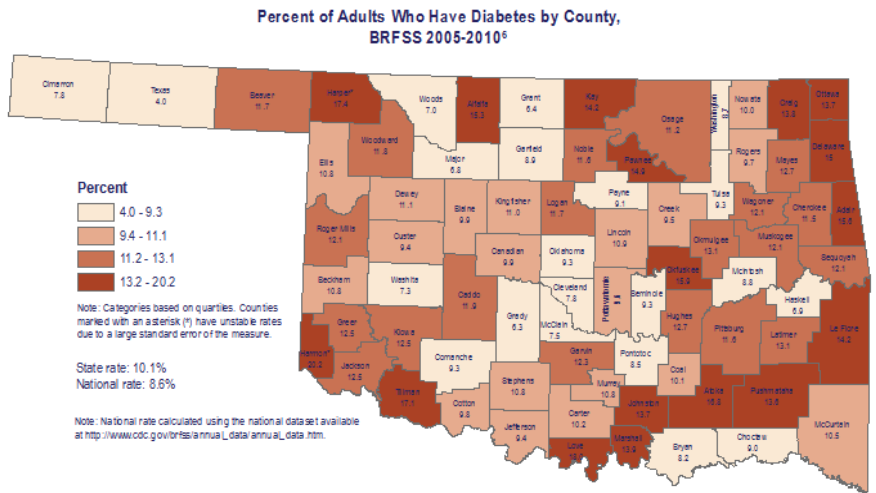 Percent of Adults Who Have Diabetes by County,
BRFSS 2005-2010⁶
Cimarron
7.8
Texas
4.0
Beaver
11.7
Harper*
17.4
Woods
7.0
Alfalfa
Grant
6.4
Kay
14.2
Osage
11.2
Washington
8.7
Nowata
10.0
Craig
13.8
Ottawa
13.7
Ellis
10.8
Woodward
11.8
Major
6.8
Garfield
8.9
Noble
11.6
Pawnee
14.9
Rogers
9.7
Mayes
12.7
Delaware
15
Dewey
11.1
Blaine
9.9
Kingfisher
11.0
Logan
11.7
Payne
9.1
Creek
9.5
Tulsa
9.3
Wagoner
12.1
Cherokee
11.5
Adair
Roger Mills
12.1
Custer
9.4
Canadian
9.9
Oklahoma
9.3
Lincoln
10.9
Okmulgee
13.1
Muskogee
12.1
Sequoyah
12.1
Beckham
10.8
Washita
7.3
Caddo
11.9
Grady
6.3
Cleveland
7.8
McClain
7.5
Pottawatomie
Seminole
9.3
Okfuskee
15.9
McIntosh
8.8
Haskell
6.9
Hughes
12.7
Pittsburg
11.6
Latimer
13.1
Le Flore
14.2
Greer
12.5
Kiowa
12.5
Harmon*
20.2
Jackson
12.5
Tillman
17.1
Comanche
9.3
Cotton
9.8
Stephens
10.8
Jefferson
9.4
Garvin
12.3
Murray
10.8
Carter
10.2
Love
Pontotoc
8.5
Coal
10.1
Johnston
13.7
Marshall
13.9
Atoka
Pushmataha
13.6
Bryan
8.2
Choctaw
9.0
McCurtain
10.5
Percent
4.0 - 9.3
9.4 - 11.1
11.2 - 13.1
13.2 - 20.2
Note: Categories based on quartiles. Counties
marked with an asterisk (*) have unstable rates
due to a large standard error of the measure.
State rate: 10.1%
National rate: 8.6%
Note: National rate calculated using the national dataset available
at http://www.cdc.gov/brfss/annual_data/annual_data.htm.